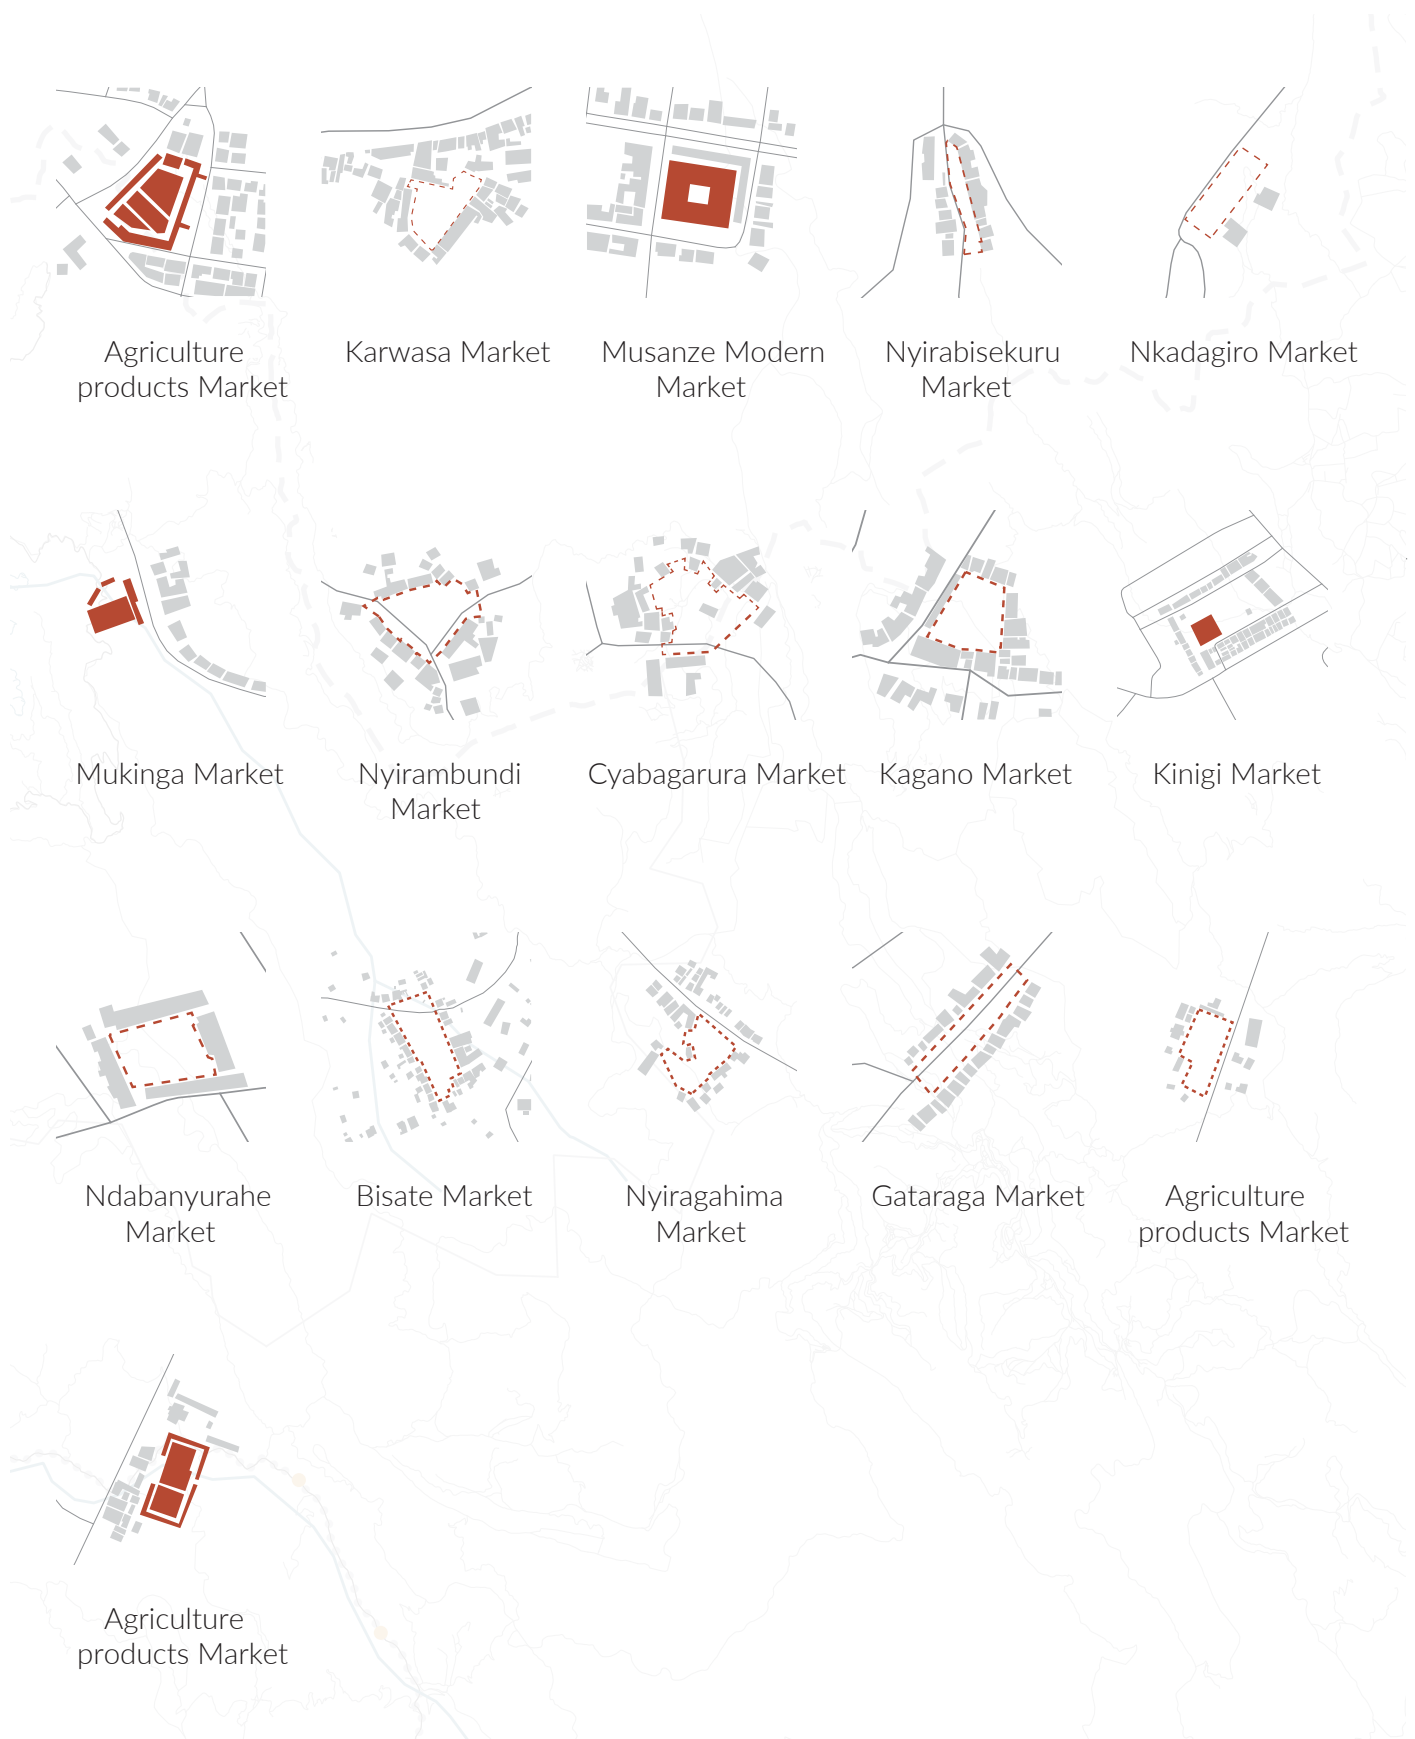 Agriculture
products Market
Karwasa Market
Musanze Modern
Market
Nyirabisekuru
Market
Nkadagiro Market
Mukinga Market
Nyirambundi
Market
Cyabagarura Market
Kagano Market
Kinigi Market
Ndabanyurahe
Market
Bisate Market
Nyiragahima
Market
Gataraga Market
Agriculture
products Market
Agriculture
products Market